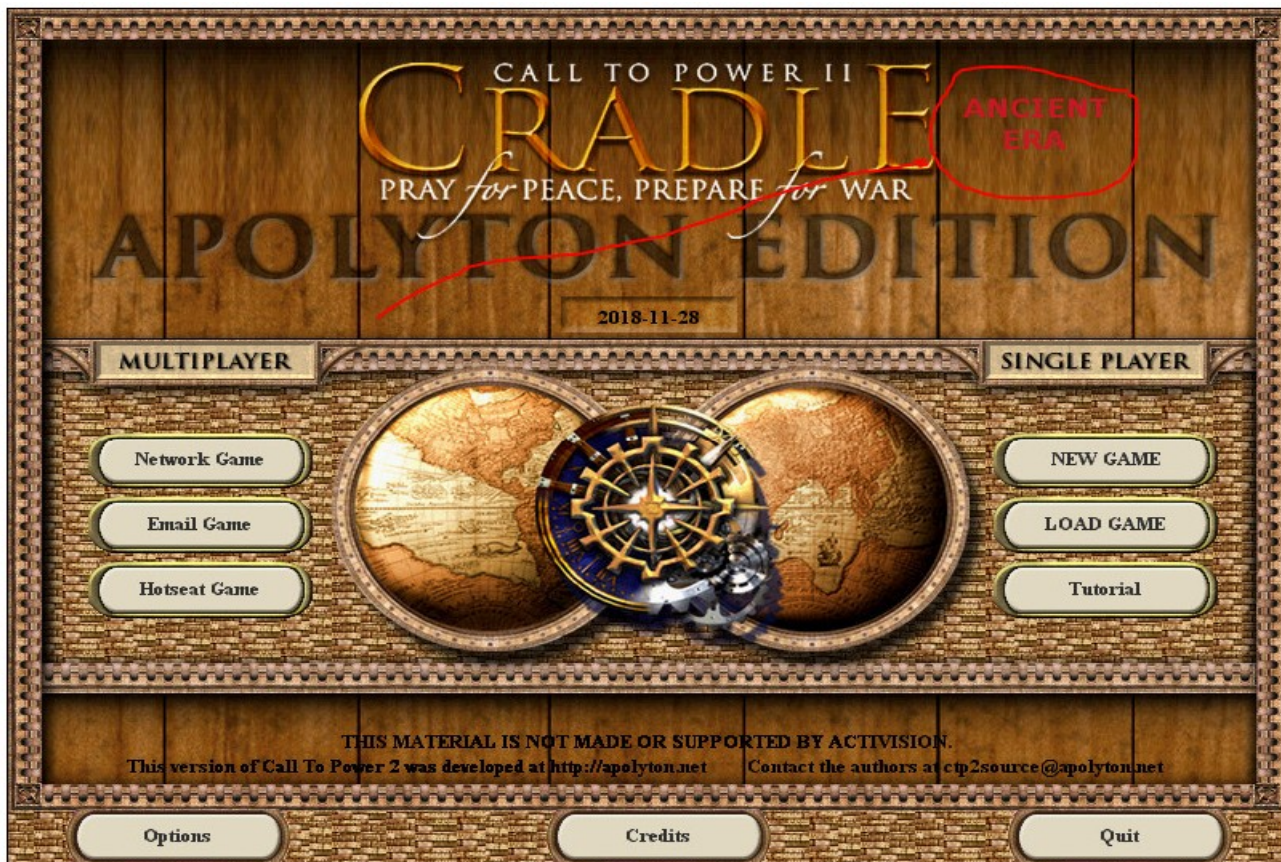 CALL TO POWER II
CRADLE
ANCIENT
ERA
PRAY for PEACE, PREPARE for WAR
APOLYTON EDITION
2018-11-28
MULTIPLAYER
SINGLE PLAYER
Network Game
NEW GAME
Email Game
LOAD GAME
Hotseat Game
Tutorial
THIS MATERIAL IS NOT MADE OR SUPPORTED BY ACTIVISION.
This version of Call To Power 2 was developed at http://apolyton.net Contact the authors at ctp2source@apolyton.net
Options
Credits
Quit